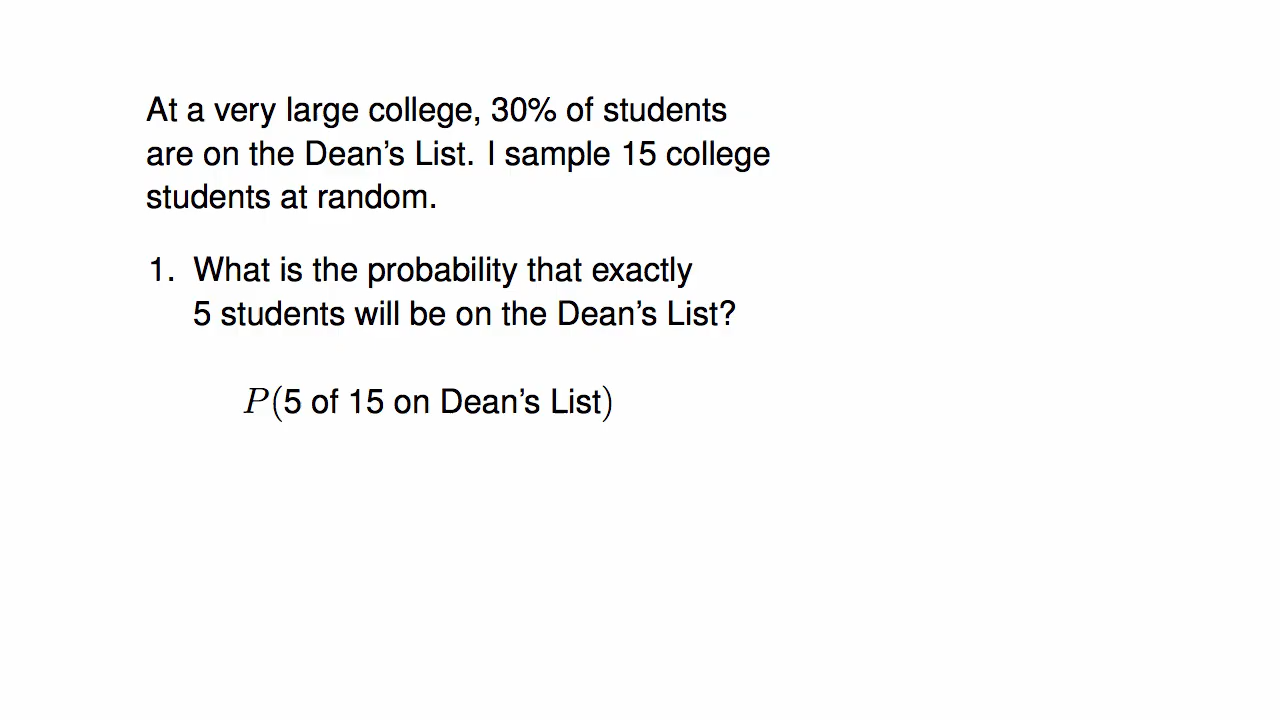 At a very large college, 30% of students
are on the Dean’s List. I sample 15 college
students at random.
1. What is the probability that exactly
5 students will be on the Dean’s List?
P(5 of 15 on Dean’s List)